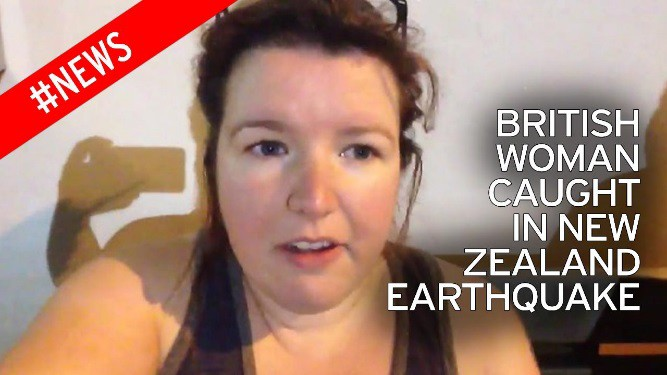 #NEWS
BRITISH
WOMAN
CAUGHT
IN NEW
ZEALAND
EARTHQUAKE